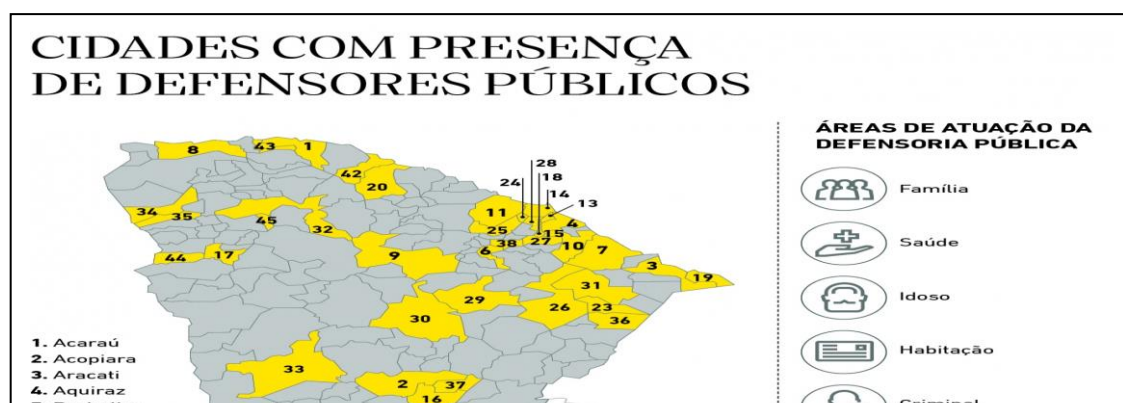 CIDADES COM PRESENÇA
DE DEFENSORES PÚBLICOS
8
43
1
42
20
28
18
24
14
13
34
35
45
32
11
25
4
15
38
27
10
7
6
44
17
9
3
19
31
29
26
23
30
36
33
2
37
16
1. Acaraú
2. Acopiara
3. Aracati
4. Aquiraz
ÁREAS DE ATUAÇÃO DA
DEFENSORIA PÚBLICA
Família
Saúde
Idoso
Habitação
Criminal